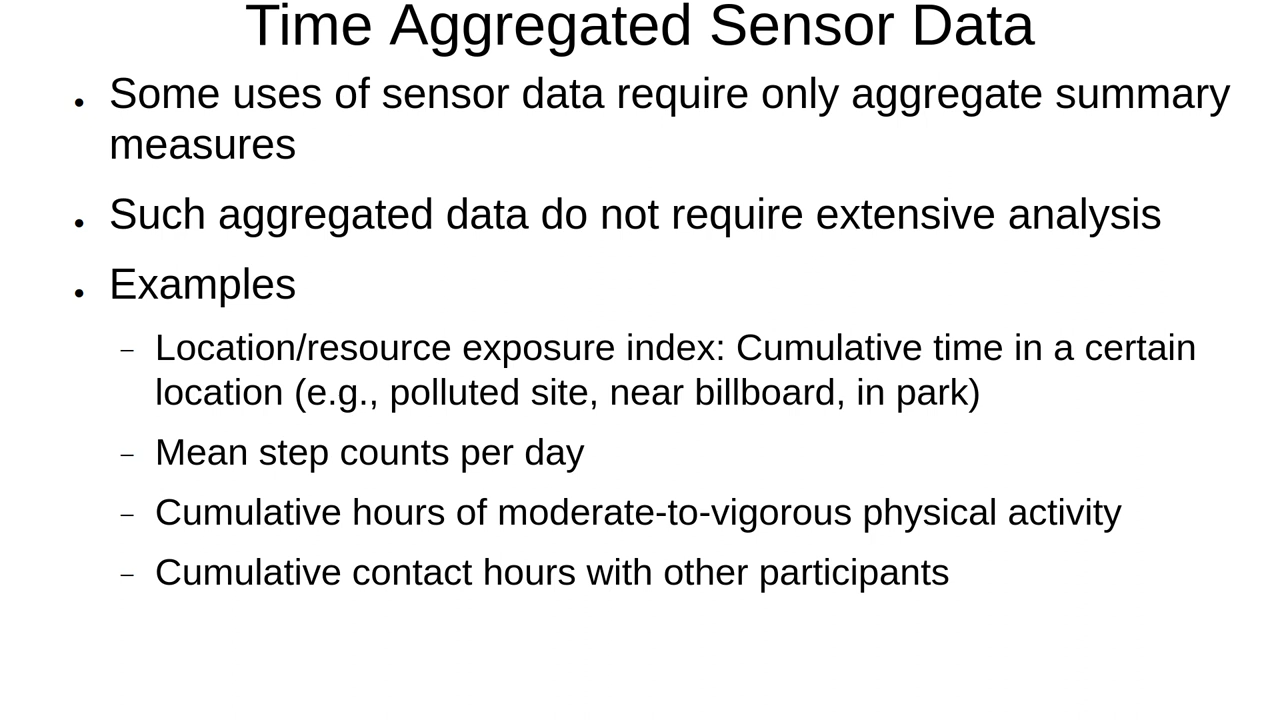 Time Aggregated Sensor Data
• Some uses of sensor data require only aggregate summary
measures
• Such aggregated data do not require extensive analysis
• Examples
– Location/resource exposure index: Cumulative time in a certain
location (e.g., polluted site, near billboard, in park)
– Mean step counts per day
– Cumulative hours of moderate-to-vigorous physical activity
– Cumulative contact hours with other participants